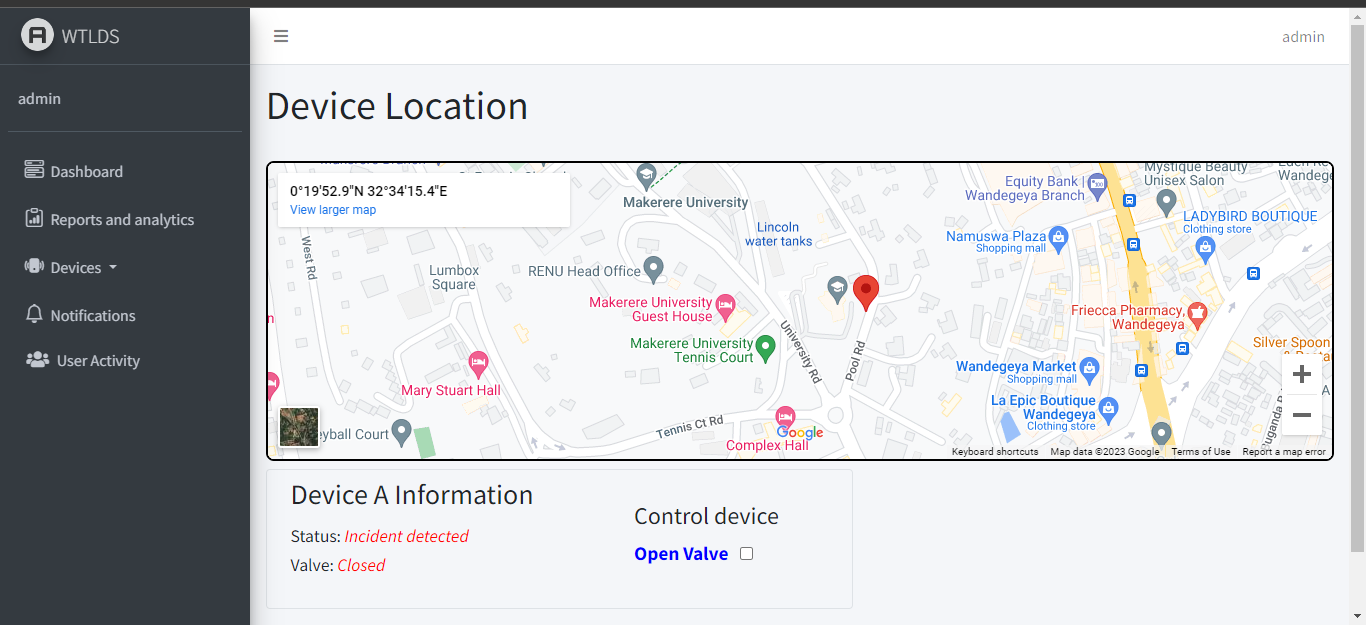 WTLDS
admin
admin
Dashboard
Reports and analytics
Devices
Notifications
User Activity
Device Location
0°19'52.9"N 32°34'15.4"E
View larger map
Makerere University
Lincoln
water tanks
Equity Bank |
Wandegeya Branch
Mystique Beauty
Unisex Salon
LADYBIRD BOUTIQUE
Clothing store
Namuswa Plaza
Shopping mall
West Rd
Lumbox
Square
RENU Head Office
Makerere University
Guest House
Makerere University
Tennis Court
University Rd
Pool Rd
Friecca Pharmacy,
Wandegeya
Silver Spoon
Wandegeya Market
Shopping mall
La Epic Boutique
Wandegeya
Clothing store
Mary Stuart Hall
Tennis Ct Rd
Complex Hall
Google
Court
Keyboard shortcuts
Map data ©2023 Google
Terms of Use
Report a map error
Device A Information
Status: Incident detected
Valve: Closed
Control device
Open Valve